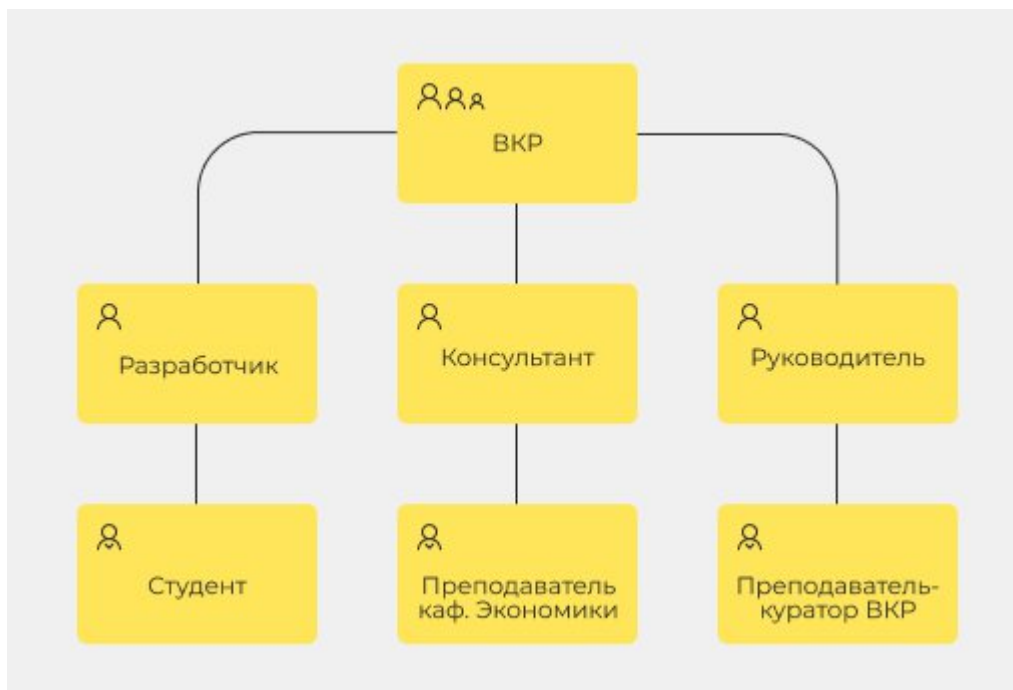 ВКР
Разработчик
Консультант
Руководитель
Студент
Преподаватель
каф. Экономики
Преподаватель-
куратор ВКР